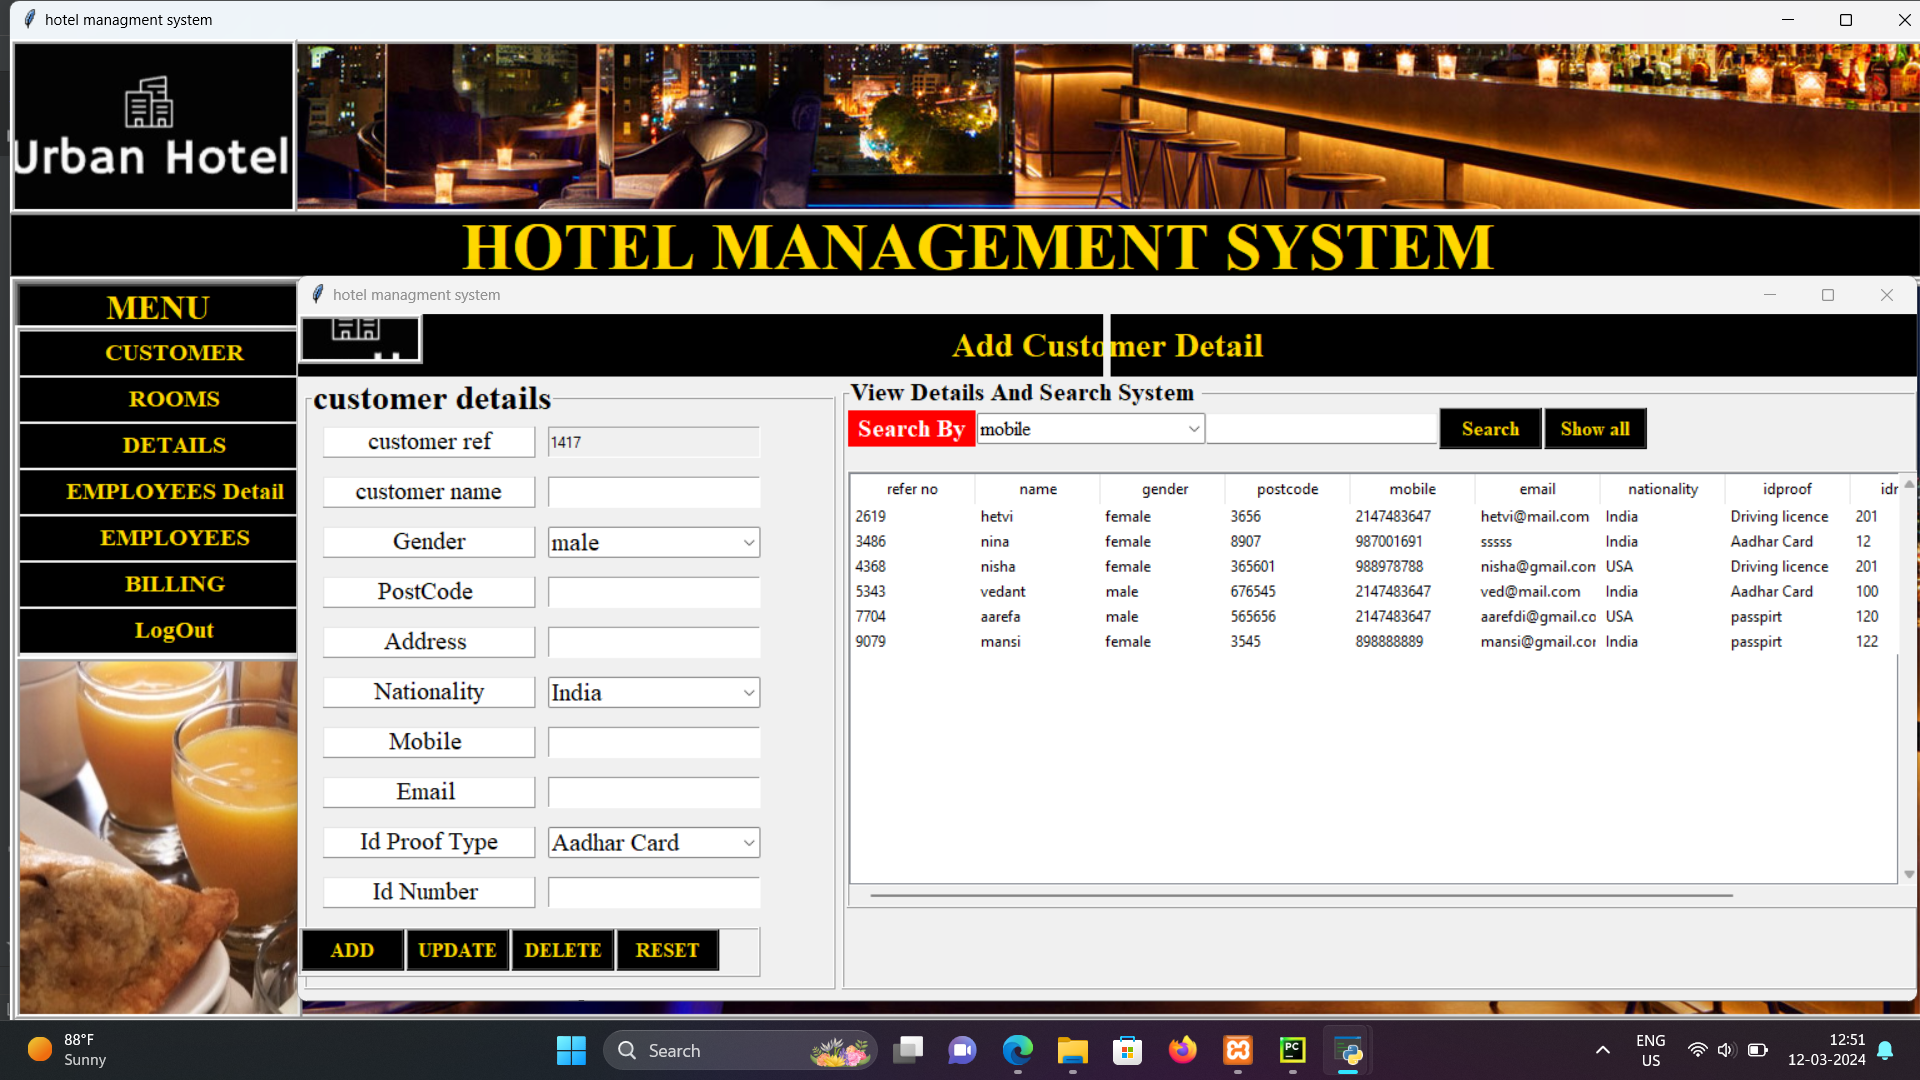 hotel managment system
Urban Hotel
HOTEL MANAGEMENT SYSTEM
MENU
CUSTOMER
ROOMS
DETAILS
EMPLOYEES Detail
EMPLOYEES
BILLING
LogOut
hotel managment system
Add Customer Detail
customer details
customer ref 1417
customer name
Gender male
PostCode
Address
Nationality India
Mobile
Email
Id Proof Type Aadhar Card
Id Number
ADD UPDATE DELETE RESET
View Details And Search System
Search By mobile Search Show all
refer no name gender postcode mobile email nationality idproof idr
2619 hetvi female 3656 2147483647 hetvi@mail.com India Driving licence 201
3486 nina female 8907 987001691 sssss India Aadhar Card 12
4368 nisha female 365601 988978788 nisha@gmail.con USA Driving licence 201
5343 vedant male 676545 2147483647 ved@mail.com India Aadhar Card 100
7704 aarefa male 565656 2147483647 aarefdi@gmail.co USA passpirt 120
9079 mansi female 3545 898888889 mansi@gmail.cor India passpirt 122
88°F
Sunny
Search
PC
ENG
US
12:51
12-03-2024